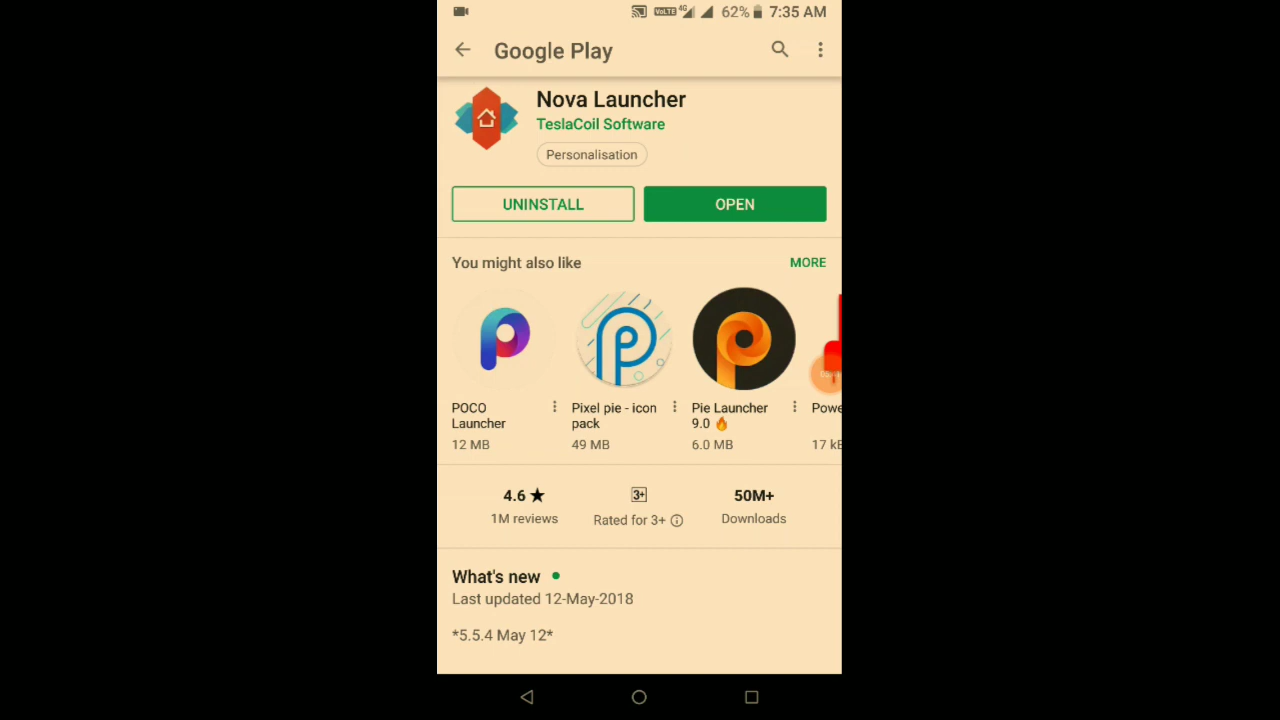 VoLTE 4G 62% 7:35 AM
Google Play
Nova Launcher
TeslaCoil Software
Personalisation
UNINSTALL OPEN
You might also like MORE
POCO Launcher
12 MB
Pixel pie - icon pack
49 MB
Pie Launcher 9.0 🔥
6.0 MB
Powe
17 kB
4.6 ★ 3+ 50M+
1M reviews Rated for 3+ Downloads
What's new
Last updated 12-May-2018
*5.5.4 May 12*